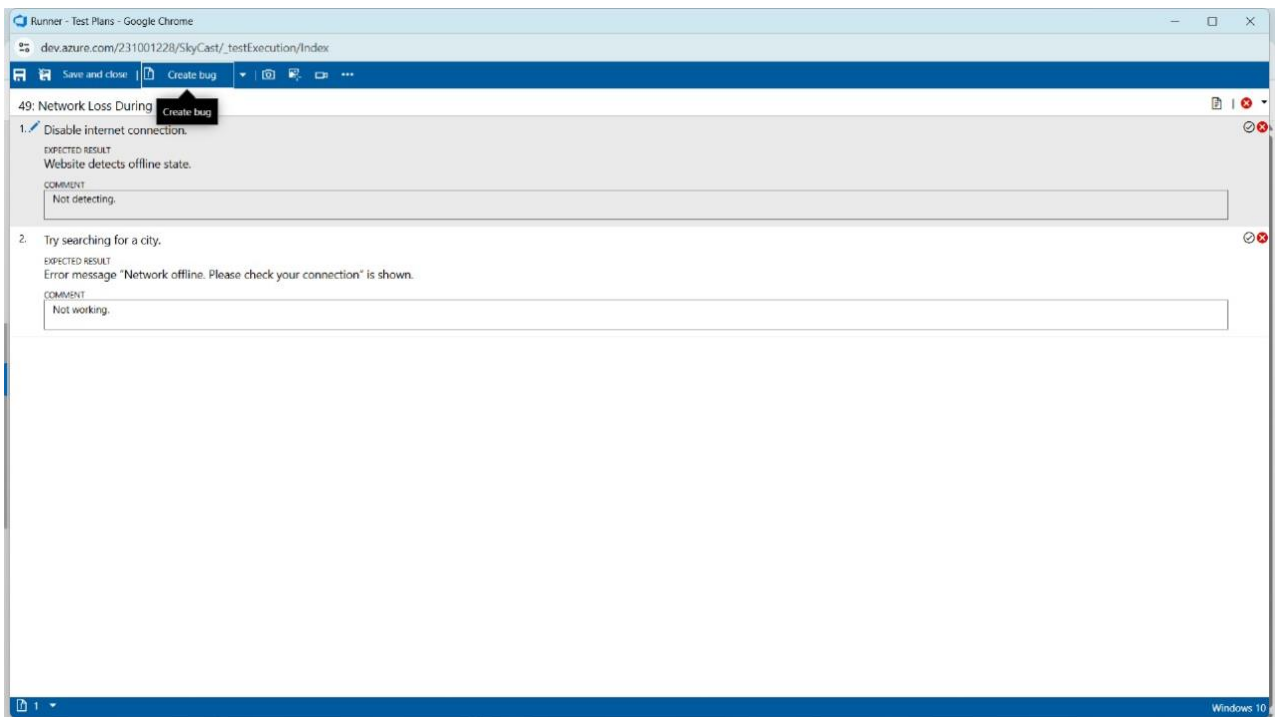 Runner - Test Plans - Google Chrome
dev.azure.com/231001228/SkyCast/_testExecution/Index
Save and close | Create bug
49: Network Loss During
Create bug
1. Disable internet connection.
EXPECTED RESULT
Website detects offline state.
COMMENT
Not detecting.
2. Try searching for a city.
EXPECTED RESULT
Error message "Network offline. Please check your connection" is shown.
COMMENT
Not working.
1
Windows 10